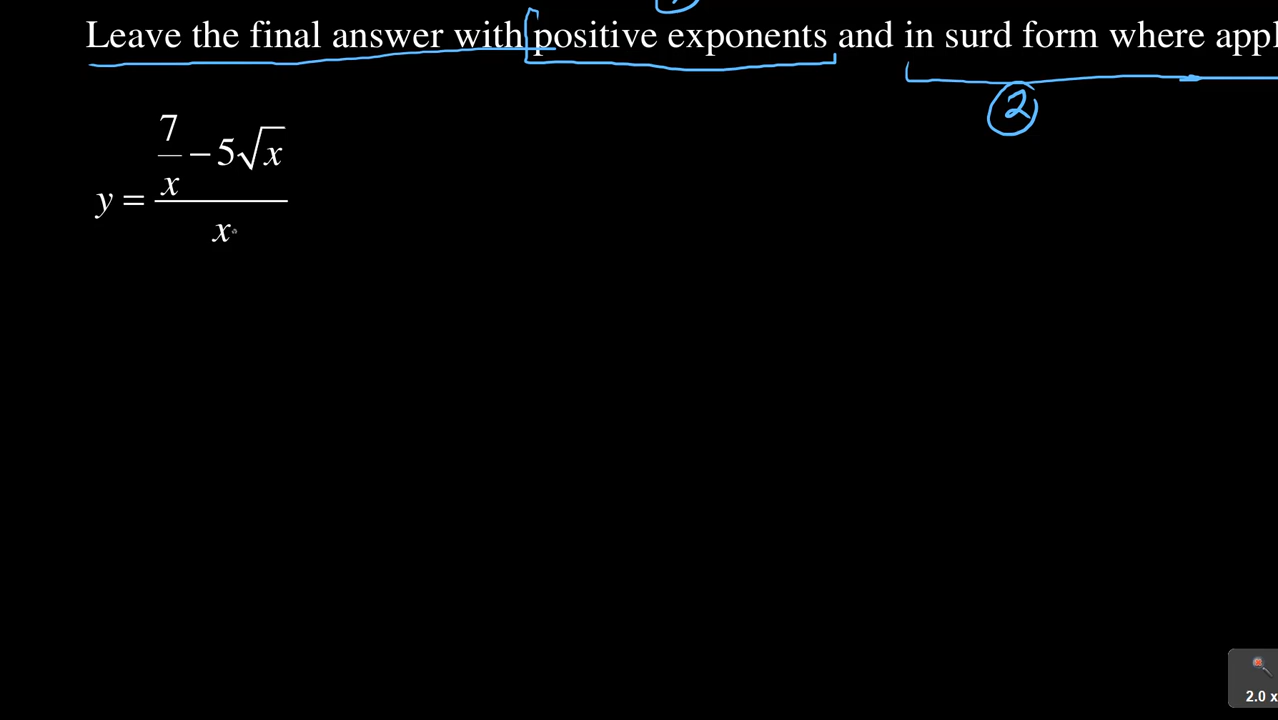 Leave the final answer with positive exponents and in surd form where appl
2
y = (7/x − 5√x)/x
2.0 x